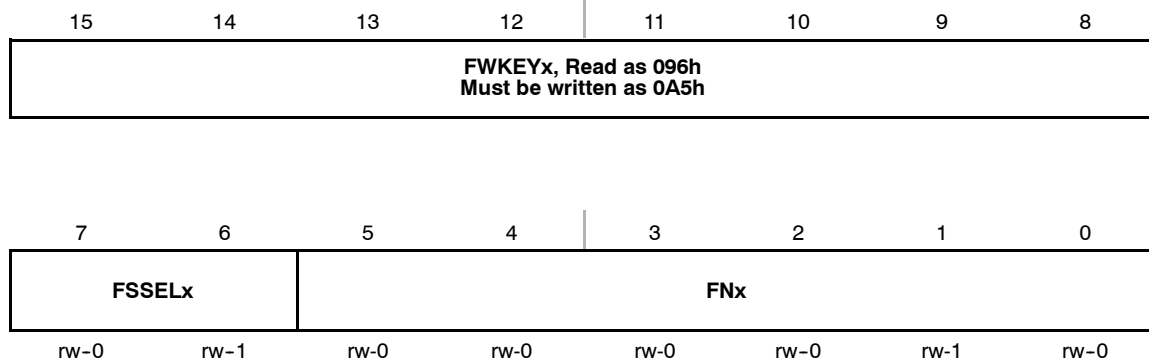 15 14 13 12 11 10 9 8
FWKEYx, Read as 096h
Must be written as 0A5h
7 6 5 4 3 2 1 0
FSSELx FNx
rw-0 rw-1 rw-0 rw-0 rw-0 rw-0 rw-1 rw-0